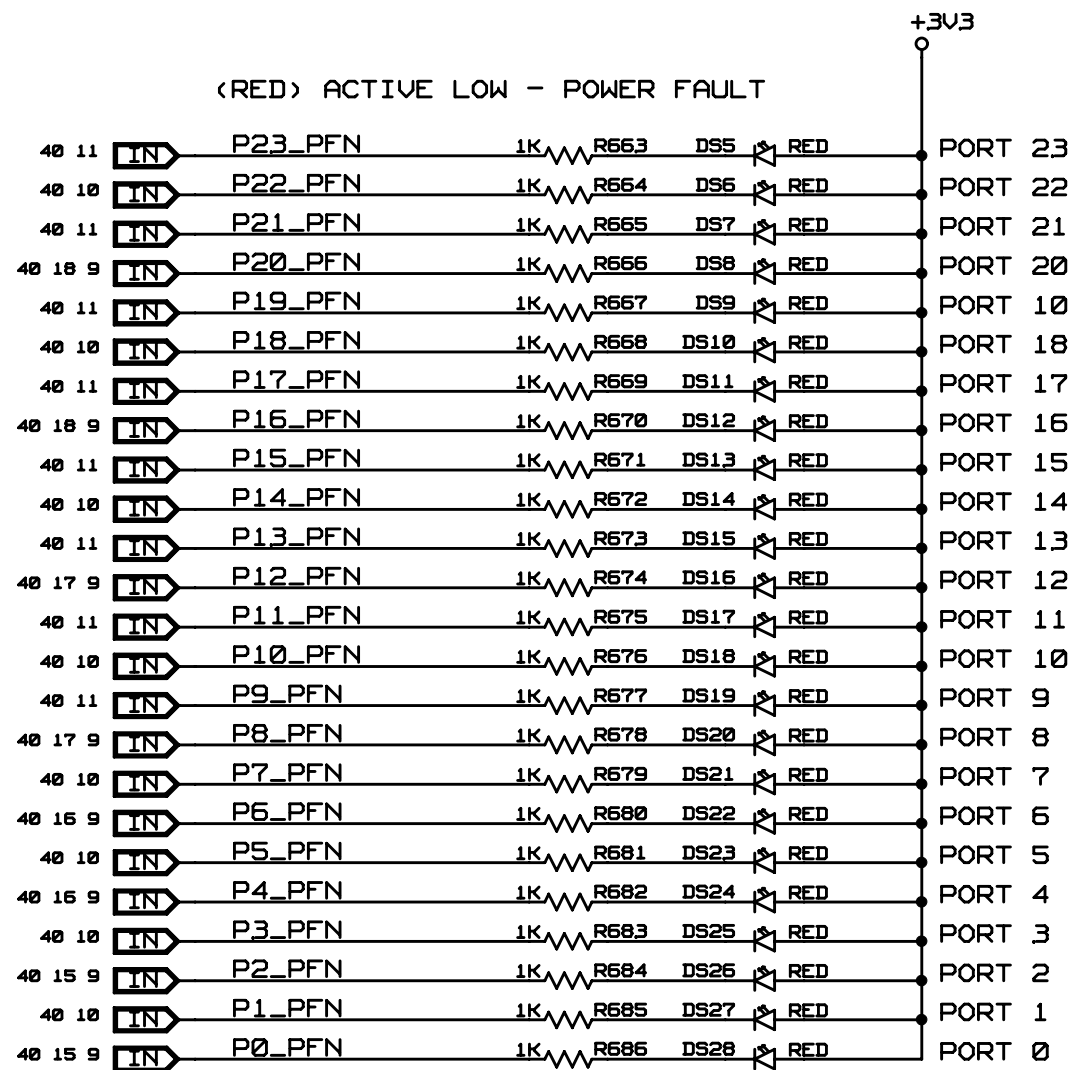 +3V3
(RED) ACTIVE LOW - POWER FAULT
40 11 IN P23_PFN 1K R663 DS5 RED PORT 23
40 10 IN P22_PFN 1K R664 DS6 RED PORT 22
40 11 IN P21_PFN 1K R665 DS7 RED PORT 21
40 18 9 IN P20_PFN 1K R666 DS8 RED PORT 20
40 11 IN P19_PFN 1K R667 DS9 RED PORT 10
40 10 IN P18_PFN 1K R668 DS10 RED PORT 18
40 11 IN P17_PFN 1K R669 DS11 RED PORT 17
40 18 9 IN P16_PFN 1K R670 DS12 RED PORT 16
40 11 IN P15_PFN 1K R671 DS13 RED PORT 15
40 10 IN P14_PFN 1K R672 DS14 RED PORT 14
40 11 IN P13_PFN 1K R673 DS15 RED PORT 13
40 17 9 IN P12_PFN 1K R674 DS16 RED PORT 12
40 11 IN P11_PFN 1K R675 DS17 RED PORT 11
40 10 IN P10_PFN 1K R676 DS18 RED PORT 10
40 11 IN P9_PFN 1K R677 DS19 RED PORT 9
40 17 9 IN P8_PFN 1K R678 DS20 RED PORT 8
40 10 IN P7_PFN 1K R679 DS21 RED PORT 7
40 16 9 IN P6_PFN 1K R680 DS22 RED PORT 6
40 10 IN P5_PFN 1K R681 DS23 RED PORT 5
40 16 9 IN P4_PFN 1K R682 DS24 RED PORT 4
40 10 IN P3_PFN 1K R683 DS25 RED PORT 3
40 15 9 IN P2_PFN 1K R684 DS26 RED PORT 2
40 10 IN P1_PFN 1K R685 DS27 RED PORT 1
40 15 9 IN P0_PFN 1K R686 DS28 RED PORT 0